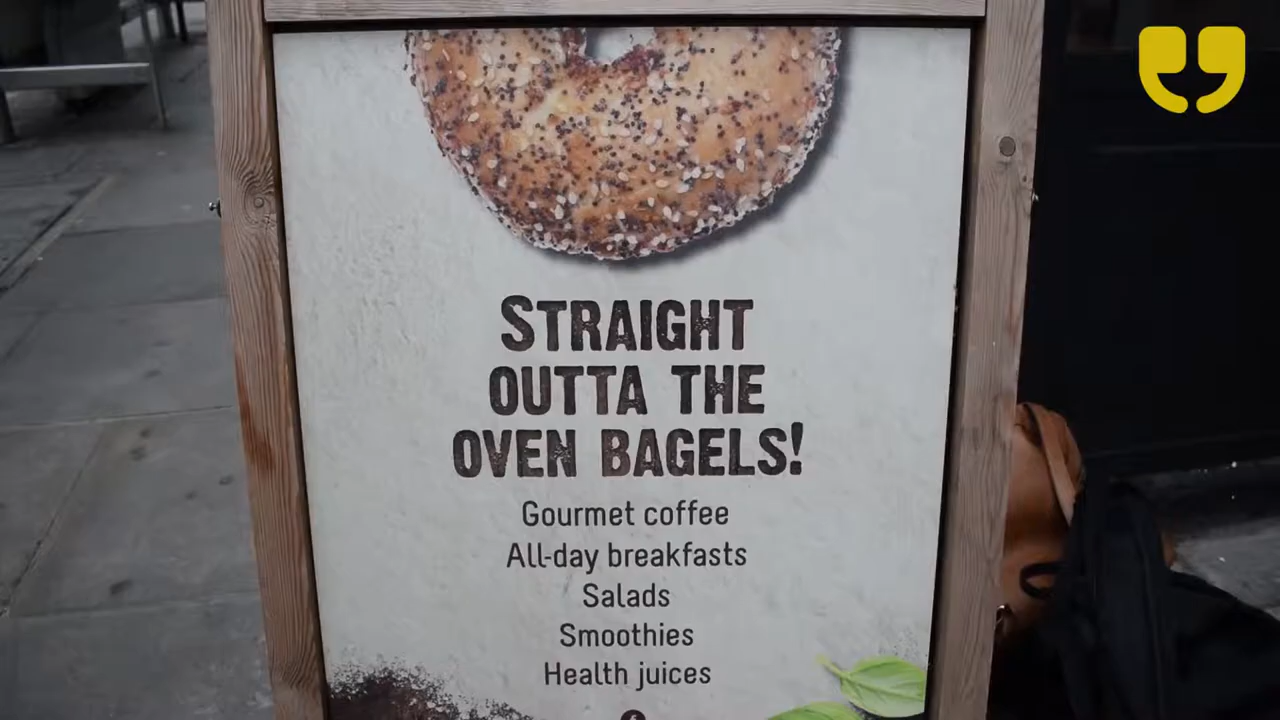 STRAIGHT
OUTTA THE
OVEN BAGELS!
Gourmet coffee
All-day breakfasts
Salads
Smoothies
Health juices